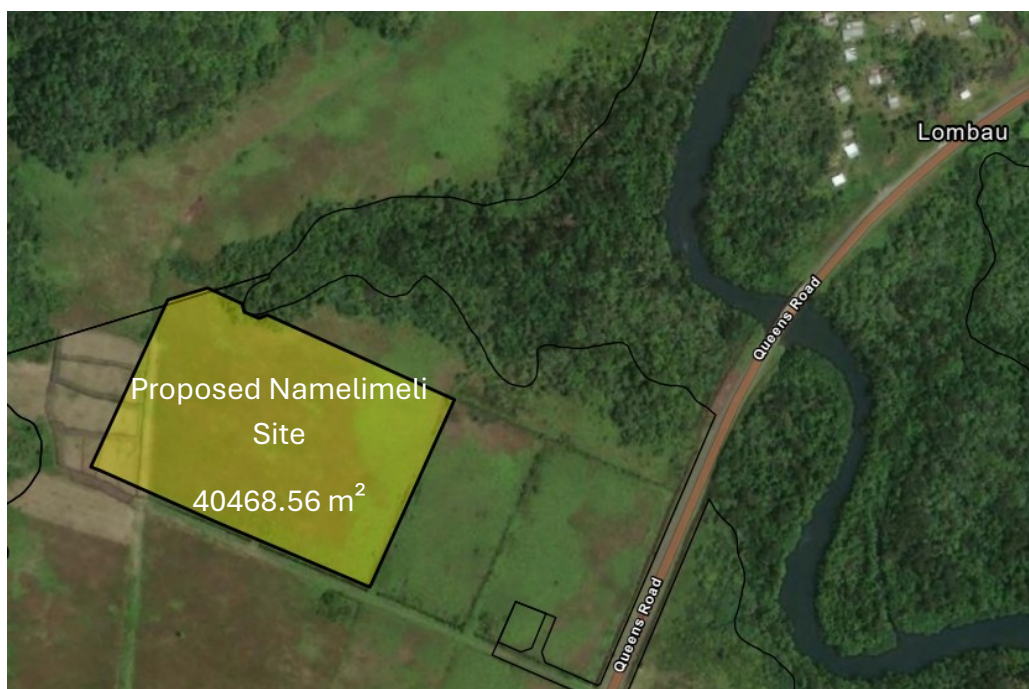 Lombau
Queens Road
Proposed Namelimeli
Site
40468.56 m²
Queens Road